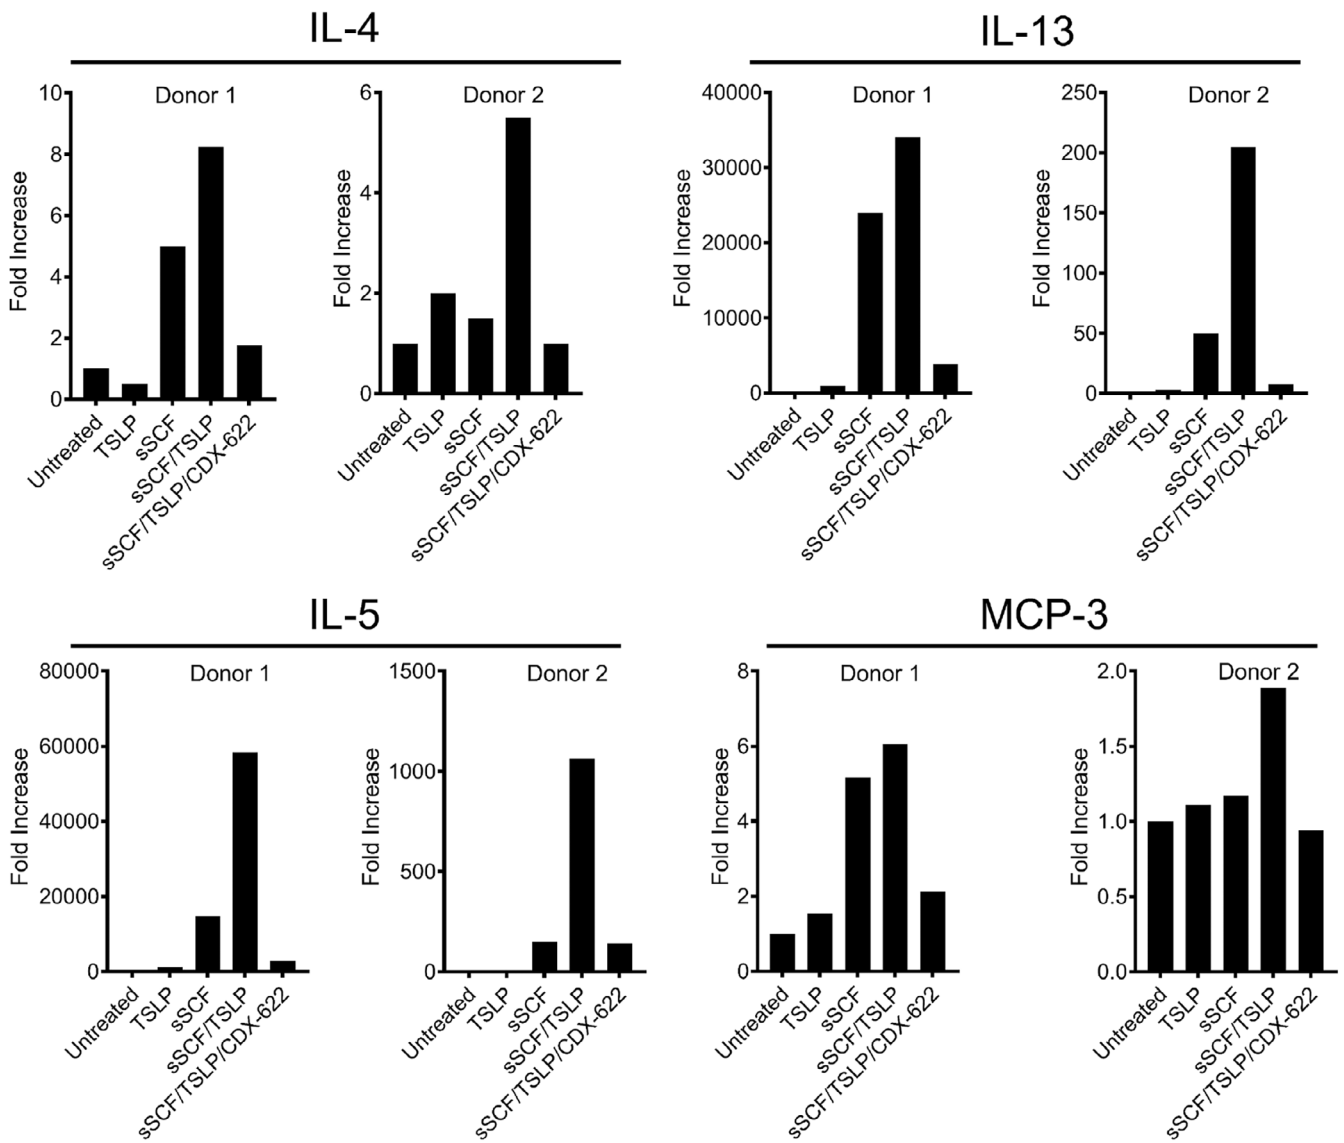 IL-4
Donor 1
Fold Increase
10
8
6
4
2
0
Untreated
TSLP
sSCF
sSCF/TSLP
sSCF/TSLP/CDX-622
Donor 2
Fold Increase
6
4
2
0
Untreated
TSLP
sSCF
sSCF/TSLP
sSCF/TSLP/CDX-622
IL-13
Donor 1
Fold Increase
40000
30000
20000
10000
0
Untreated
TSLP
sSCF
sSCF/TSLP
sSCF/TSLP/CDX-622
Donor 2
Fold Increase
250
200
150
100
50
0
Untreated
TSLP
sSCF
sSCF/TSLP
sSCF/TSLP/CDX-622
IL-5
Donor 1
Fold Increase
80000
60000
40000
20000
0
Untreated
TSLP
sSCF
sSCF/TSLP
sSCF/TSLP/CDX-622
Donor 2
Fold Increase
1500
1000
500
0
Untreated
TSLP
sSCF
sSCF/TSLP
sSCF/TSLP/CDX-622
MCP-3
Donor 1
Fold Increase
8
6
4
2
0
Untreated
TSLP
sSCF
sSCF/TSLP
sSCF/TSLP/CDX-622
Donor 2
Fold Increase
2.0
1.5
1.0
0.5
0.0
Untreated
TSLP
sSCF
sSCF/TSLP
sSCF/TSLP/CDX-622